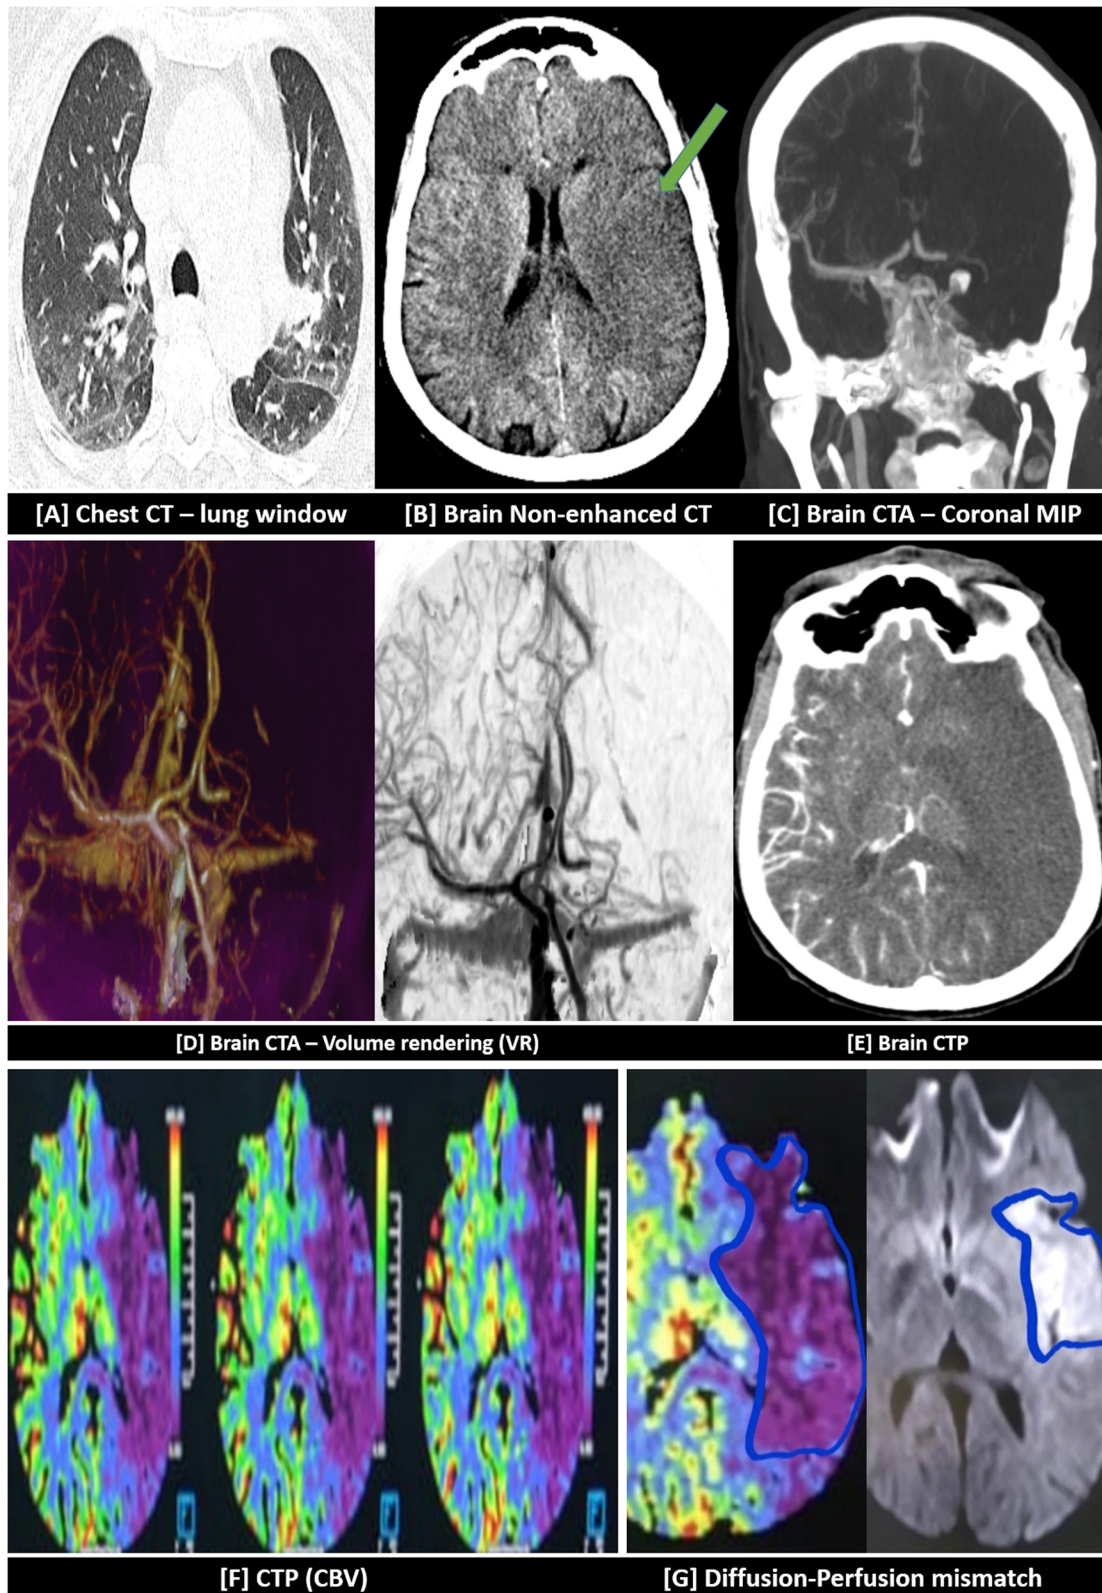 [A] Chest CT – lung window
[B] Brain Non-enhanced CT
[C] Brain CTA – Coronal MIP
[D] Brain CTA – Volume rendering (VR)
[E] Brain CTP
[F] CTP (CBV)
[G] Diffusion-Perfusion mismatch